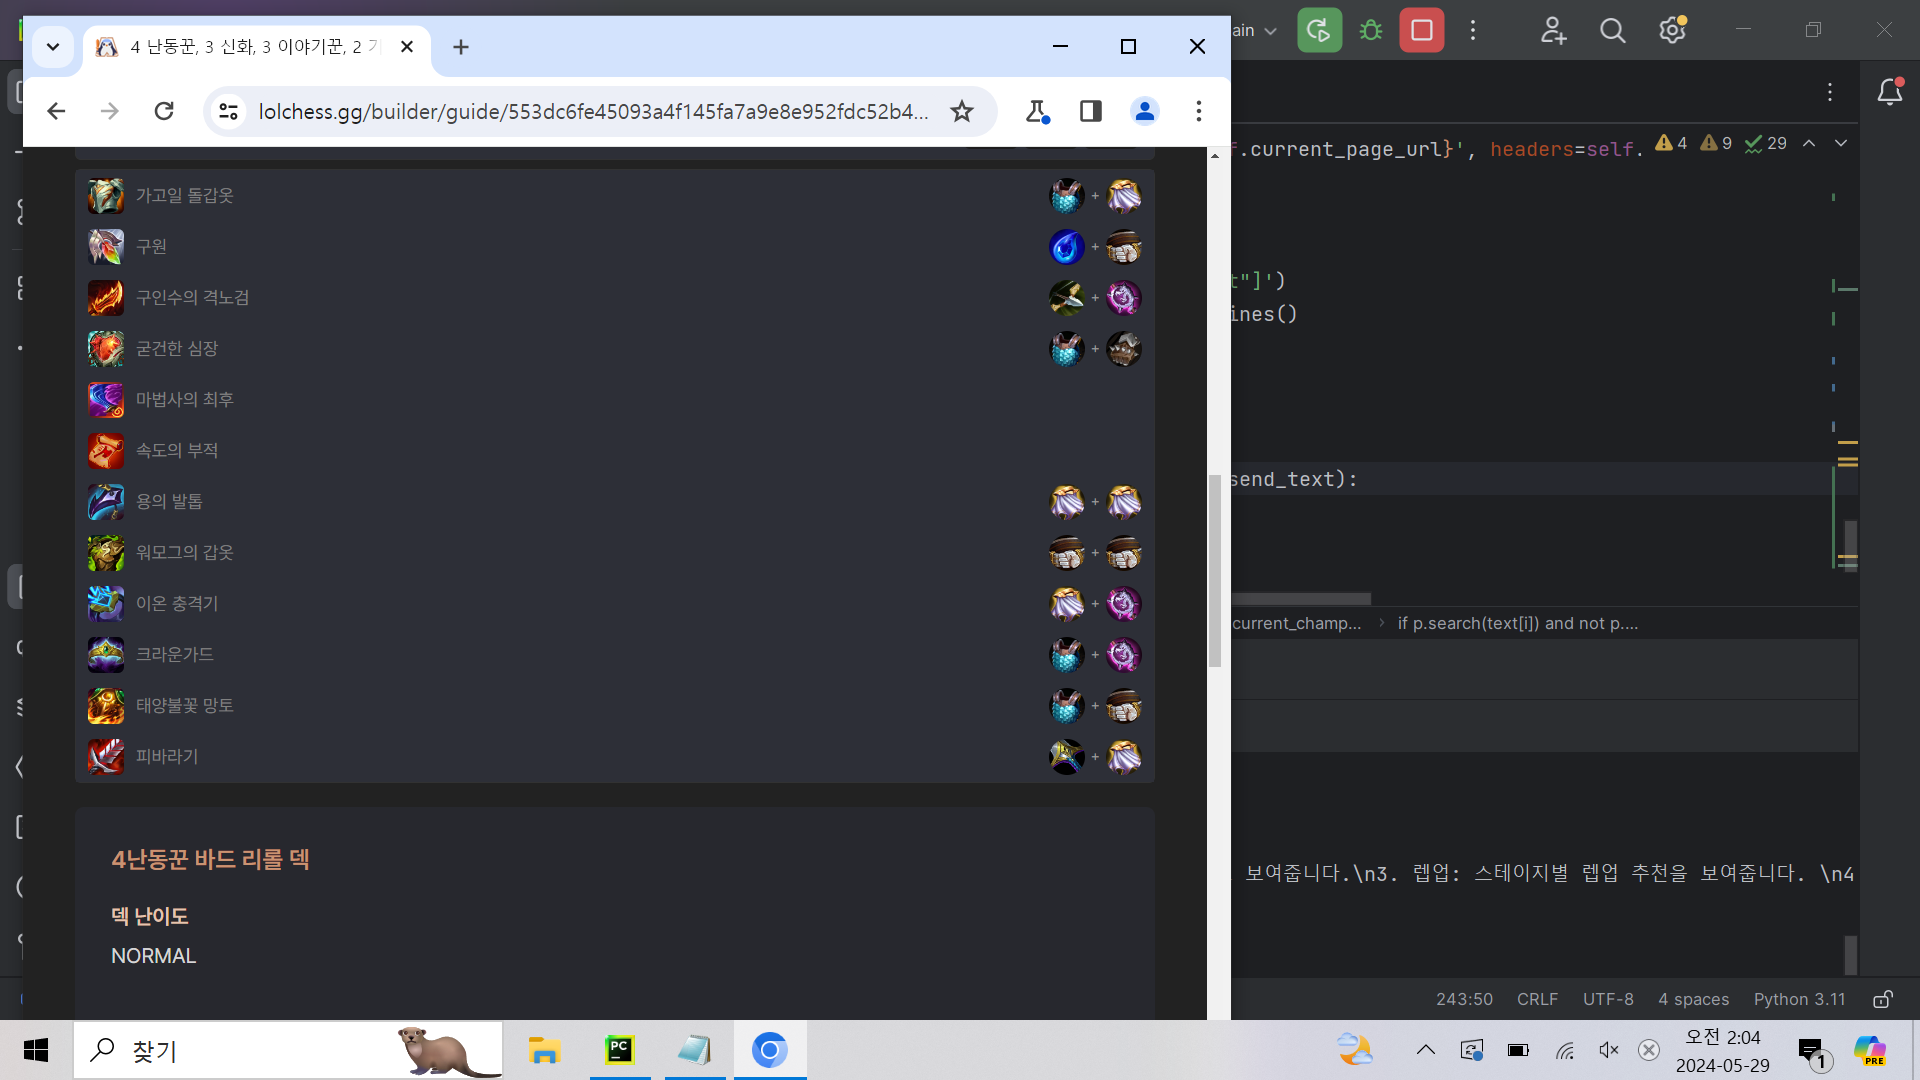 4 난동꾼, 3 신화, 3 이야기꾼, 2
lolchess.gg/builder/guide/553dc6fe45093a4f145fa7a9e8e952fdc52b4...
가고일 돌갑옷
+
구원
+
구인수의 격노검
+
굳건한 심장
+
마법사의 최후
속도의 부적
용의 발톱
+
워모그의 갑옷
+
이온 충격기
+
크라운가드
+
태양불꽃 망토
+
피바라기
+
4난동꾼 바드 리롤 덱
덱 난이도
NORMAL
ain
.current_page_url}', headers=self.
4 9 29
t"]')
ines()
send_text):
current_champ... › if p.search(text[i]) and not p....
보여줍니다.\n3. 렙업: 스테이지별 렙업 추천을 보여줍니다. \n4
243:50 CRLF UTF-8 4 spaces Python 3.11
찾기
PC
오전 2:04
2024-05-29
1
PRE